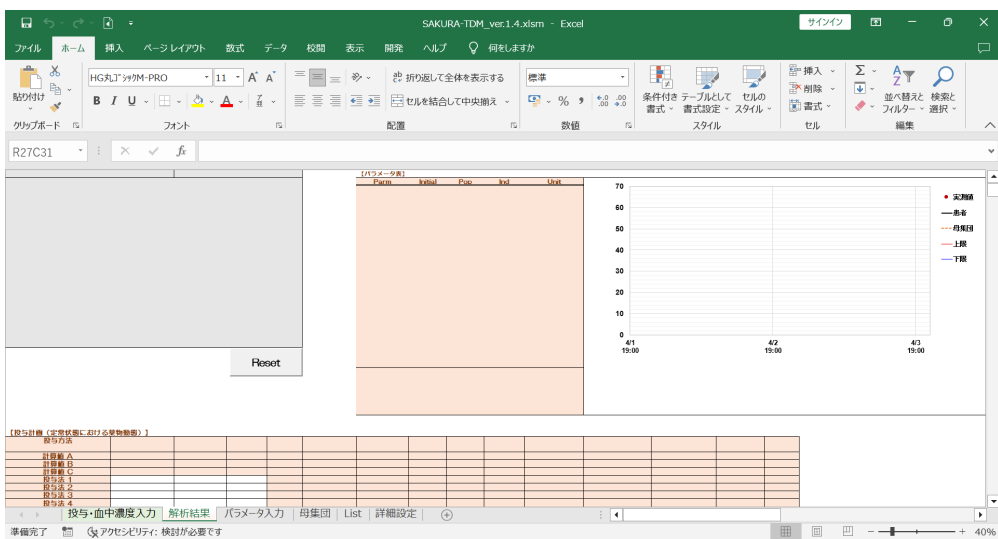 SAKURA-TDM_ver.1.4.xlsm - Excel
サインイン
ファイル ホーム 挿入 ページ レイアウト 数式 データ 校閲 表示 開発 ヘルプ 何をしますか
貼り付け
HG丸ゴシックM-PRO 11 A A
B I U A
折り返して全体を表示する
セルを結合して中央揃え
標準
% 9
条件付き書式
テーブルとして書式設定
セルのスタイル
挿入
削除
書式
並べ替えとフィルター
検索と選択
クリップボード フォント 配置 数値 スタイル セル 編集
R27C31 fx
【パラメータ表】
Parm Initial Pop Ind Unit
70
60
50
40
30
20
10
0
4/1 4/2 4/3
19:00 19:00 19:00
実測値
患者
母集団
上限
下限
Reset
【投与計画（定常状態における薬物動態）】
投与方法
計算値 A
計算値 B
計算値 C
投与法 1
投与法 2
投与法 3
投与法 4
投与・血中濃度入力 解析結果 パラメータ入力 母集団 List 詳細設定
準備完了 アクセシビリティ: 検討が必要です 40%